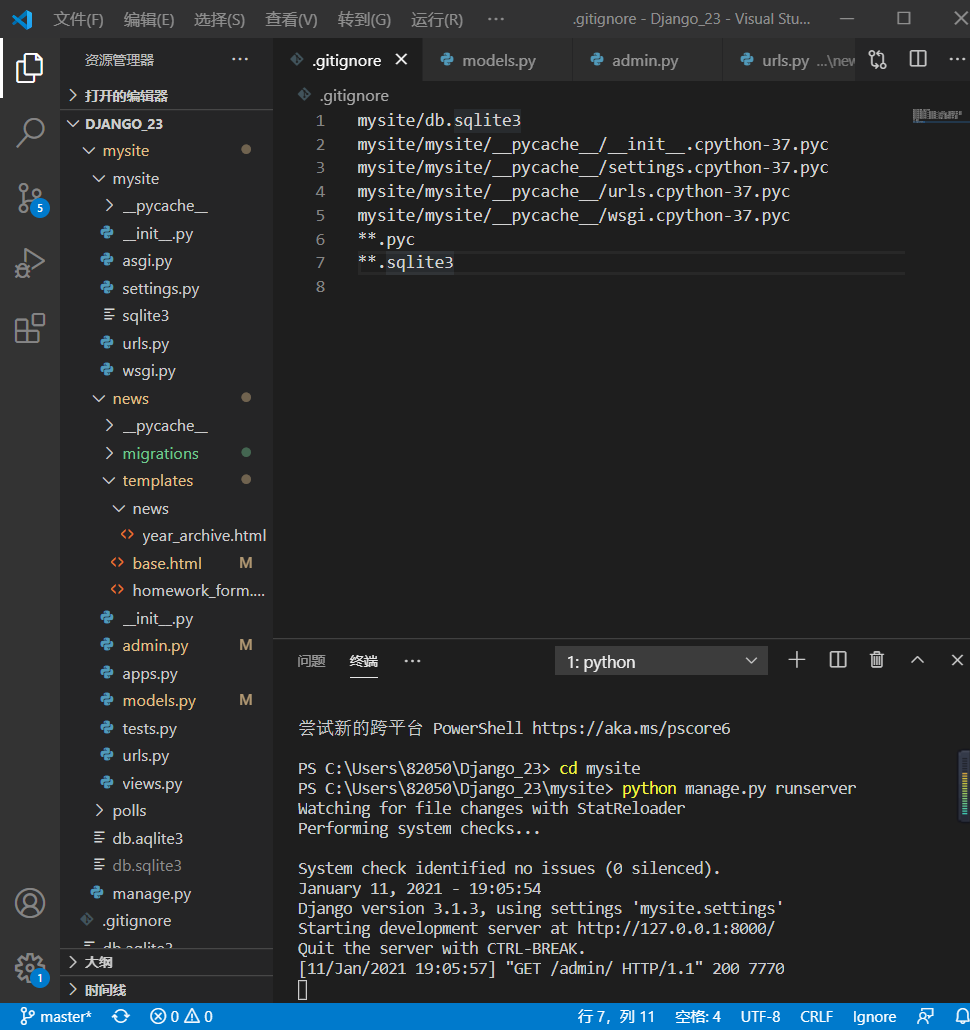 文件(F) 编辑(E) 选择(S) 查看(V) 转到(G) 运行(R) ··· .gitignore - Django_23 - Visual Stu...
资源管理器 ···
打开的编辑器
DJANGO_23
mysite
mysite
__pycache__
__init__.py
asgi.py
settings.py
sqlite3
urls.py
wsgi.py
news
__pycache__
migrations
templates
news
year_archive.html
base.html M
homework_form....
__init__.py
admin.py M
apps.py
models.py M
tests.py
urls.py
views.py
polls
db.aqlite3
db.sqlite3
manage.py
.gitignore
db.aqlite3
大纲
时间线
5
1
.gitignore models.py admin.py urls.py ...\new
.gitignore
1 mysite/db.sqlite3
2 mysite/mysite/__pycache__/__init__.cpython-37.pyc
3 mysite/mysite/__pycache__/settings.cpython-37.pyc
4 mysite/mysite/__pycache__/urls.cpython-37.pyc
5 mysite/mysite/__pycache__/wsgi.cpython-37.pyc
6 **.pyc
7 **.sqlite3
8
问题 终端 ··· 1: python
尝试新的跨平台 PowerShell https://aka.ms/pscore6
PS C:\Users\82050\Django_23> cd mysite
PS C:\Users\82050\Django_23\mysite> python manage.py runserver
Watching for file changes with StatReloader
Performing system checks...
System check identified no issues (0 silenced).
January 11, 2021 - 19:05:54
Django version 3.1.3, using settings 'mysite.settings'
Starting development server at http://127.0.0.1:8000/
Quit the server with CTRL-BREAK.
[11/Jan/2021 19:05:57] "GET /admin/ HTTP/1.1" 200 7770
master* 0 0 行 7，列 11 空格: 4 UTF-8 CRLF Ignore